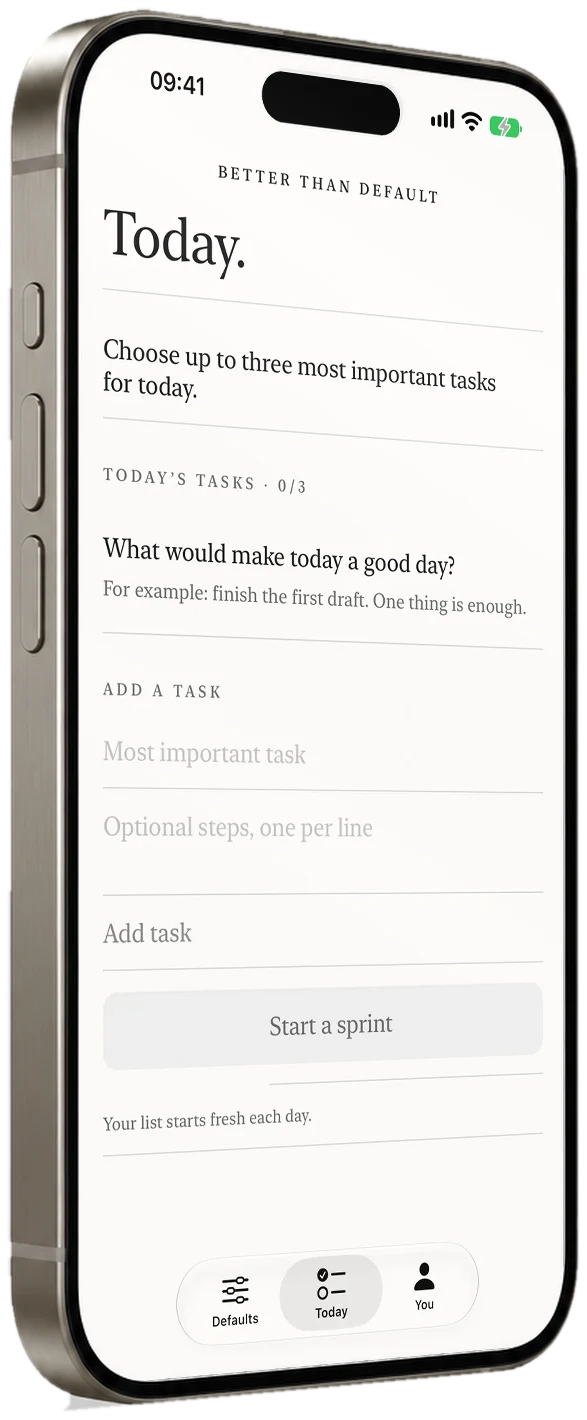 09:41
BETTER THAN DEFAULT
Today.
Choose up to three most important tasks
for today.
TODAY’S TASKS · 0/3
What would make today a good day?
For example: finish the first draft. One thing is enough.
ADD A TASK
Most important task
Optional steps, one per line
Add task
Start a sprint
Your list starts fresh each day.
Defaults
Today
You